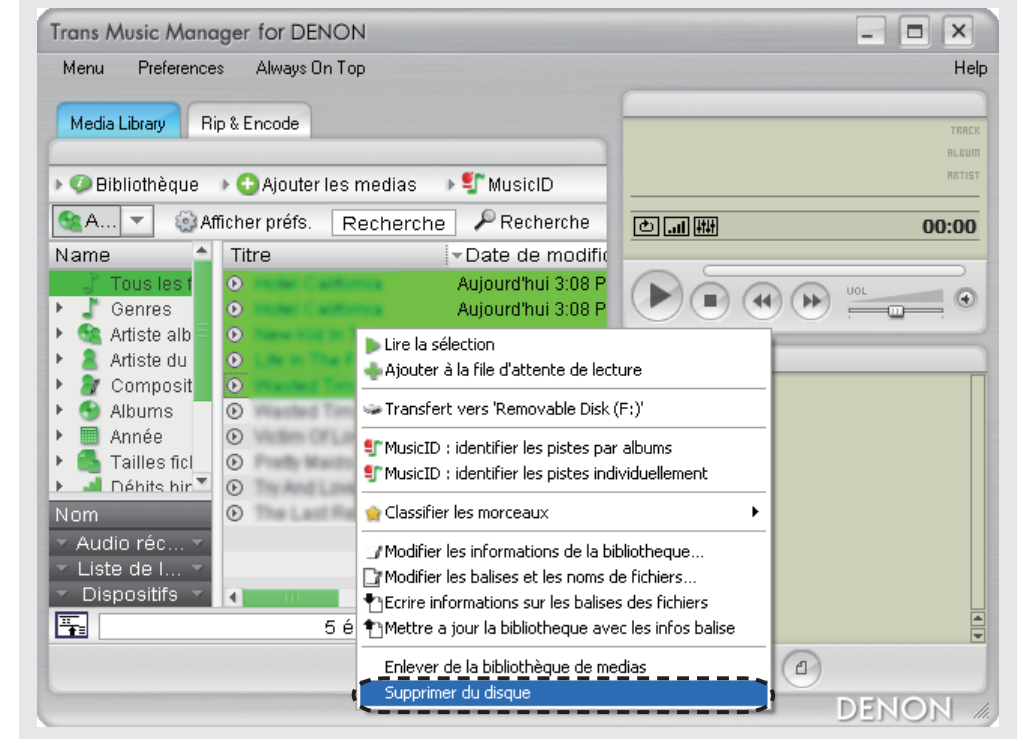 Trans Music Manager for DENON
Menu Preferences Always On Top Help
Media Library Rip & Encode
TRACK
ALBUM
ARTIST
Bibliothèque Ajouter les medias MusicID
A... Afficher préfs. Recherche Recherche
00:00
Name Titre Date de modific
Tous les f Aujourd'hui 3:08 P
Genres Aujourd'hui 3:08 P
VOL
Artiste alb
Artiste du
Composit
Albums
Année
Tailles ficl
Débits bir
Nom
Audio réc...
Liste de l...
Dispositifs
5 é
Lire la sélection
Ajouter à la file d'attente de lecture
Transfert vers 'Removable Disk (F:)'
MusicID : identifier les pistes par albums
MusicID : identifier les pistes individuellement
Classifier les morceaux
Modifier les informations de la bibliotheque...
Modifier les balises et les noms de fichiers...
Ecrire informations sur les balises des fichiers
Mettre a jour la bibliotheque avec les infos balise
Enlever de la bibliothèque de medias
Supprimer du disque
DENON